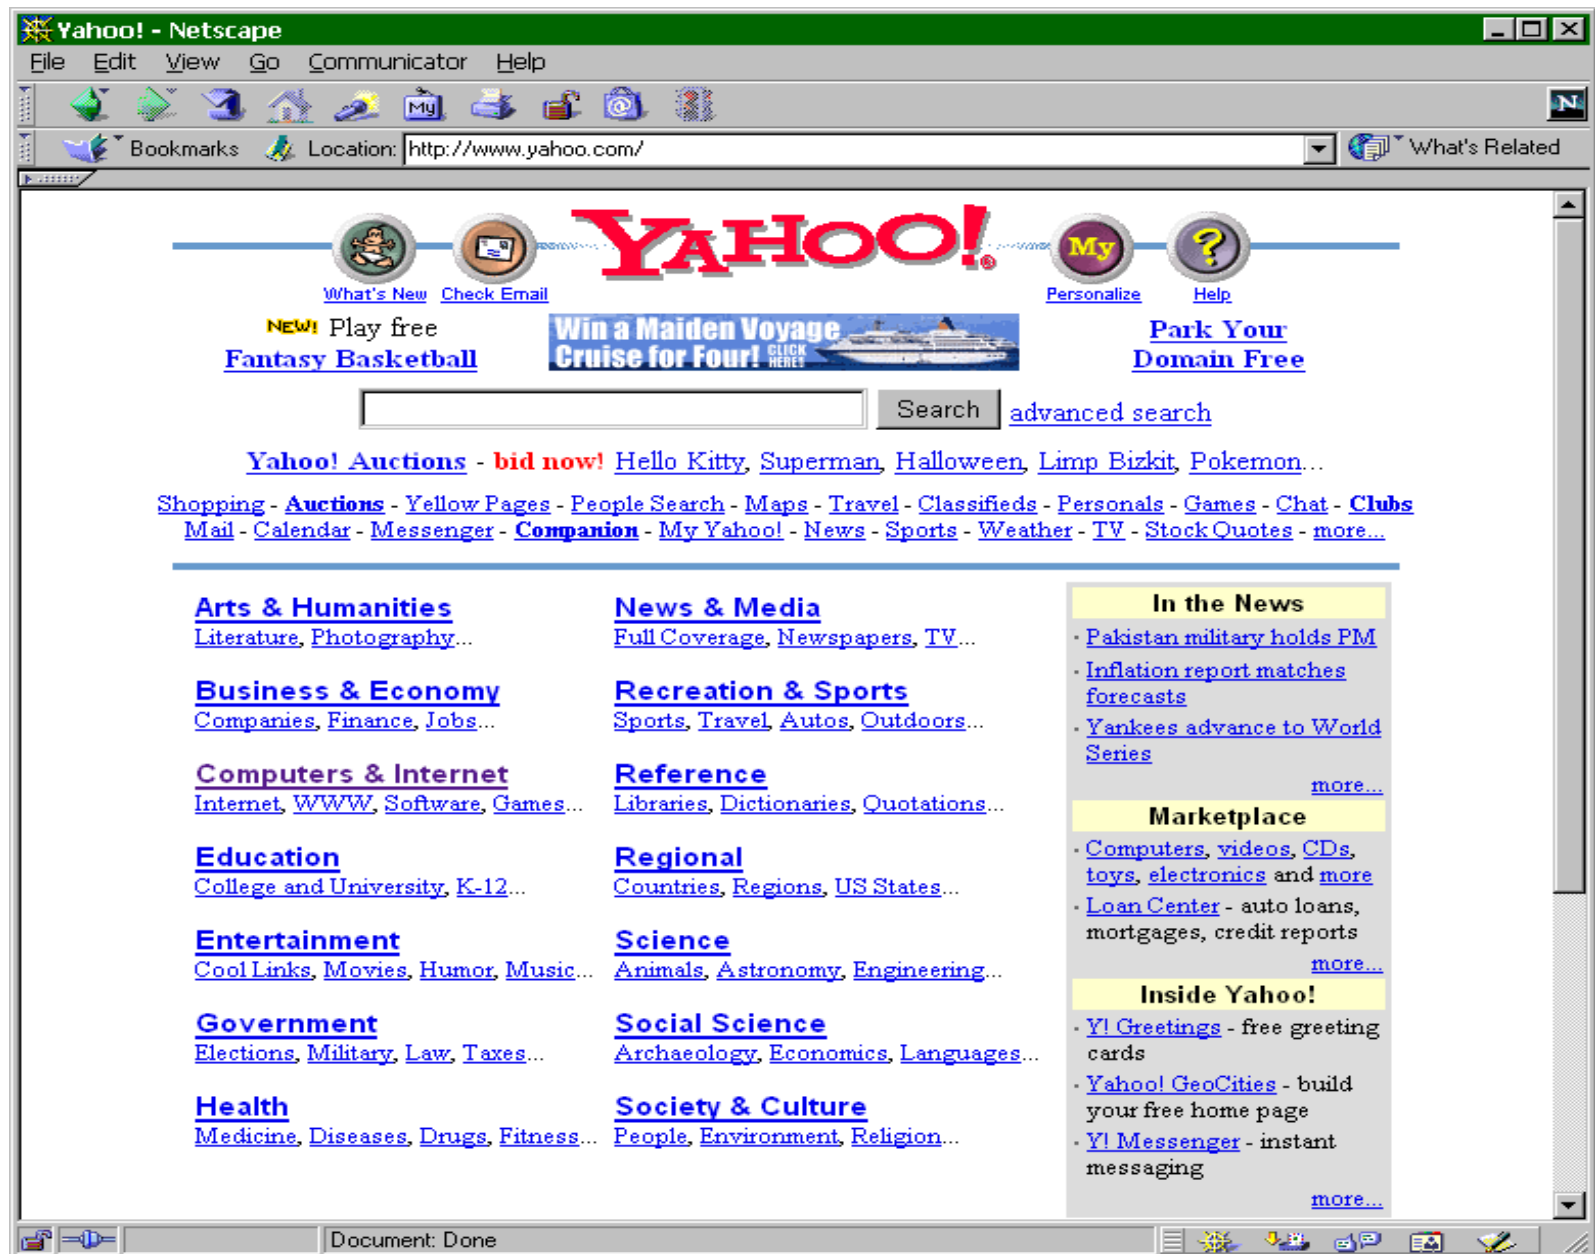 Yahoo! - Netscape
File Edit View Go Communicator Help
My
N
Bookmarks Location: http://www.yahoo.com/ What's Related
YAHOO!
My ?
What's New Check Email Personalize Help
NEW! Play free
Fantasy Basketball
Win a Maiden Voyage
Cruise for Four! CLICK HERE!
Park Your
Domain Free
Search advanced search
Yahoo! Auctions - bid now! Hello Kitty, Superman, Halloween, Limp Bizkit, Pokemon...
Shopping - Auctions - Yellow Pages - People Search - Maps - Travel - Classifieds - Personals - Games - Chat - Clubs
Mail - Calendar - Messenger - Companion - My Yahoo! - News - Sports - Weather - TV - Stock Quotes - more...
Arts & Humanities
Literature, Photography...
Business & Economy
Companies, Finance, Jobs...
Computers & Internet
Internet, WWW, Software, Games...
Education
College and University, K-12...
Entertainment
Cool Links, Movies, Humor, Music...
Government
Elections, Military, Law, Taxes...
Health
Medicine, Diseases, Drugs, Fitness...
News & Media
Full Coverage, Newspapers, TV...
Recreation & Sports
Sports, Travel, Autos, Outdoors...
Reference
Libraries, Dictionaries, Quotations...
Regional
Countries, Regions, US States...
Science
Animals, Astronomy, Engineering...
Social Science
Archaeology, Economics, Languages...
Society & Culture
People, Environment, Religion...
In the News
· Pakistan military holds PM
· Inflation report matches
forecasts
· Yankees advance to World
Series
more...
Marketplace
· Computers, videos, CDs,
toys, electronics and more
· Loan Center - auto loans,
mortgages, credit reports
more...
Inside Yahoo!
· Y! Greetings - free greeting
cards
· Yahoo! GeoCities - build
your free home page
· Y! Messenger - instant
messaging
more...
Document: Done